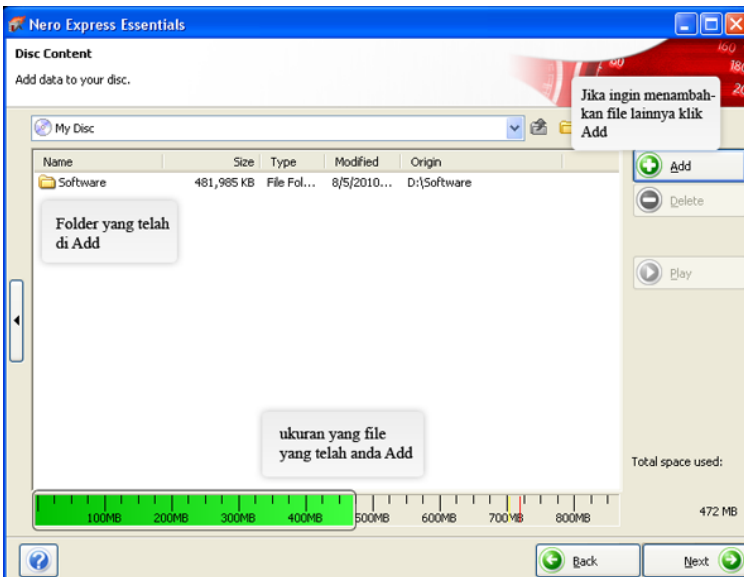 Nero Express Essentials
Disc Content
Add data to your disc.
Jika ingin menambah-
kan file lainnya klik
Add
My Disc
Name Size Type Modified Origin
Software 481,985 KB File Fol... 8/5/2010... D:\Software
Folder yang telah
di Add
Add
Delete
Play
ukuran yang file
yang telah anda Add
Total space used:
472 MB
100MB 200MB 300MB 400MB 500MB 600MB 700MB 800MB
Back Next